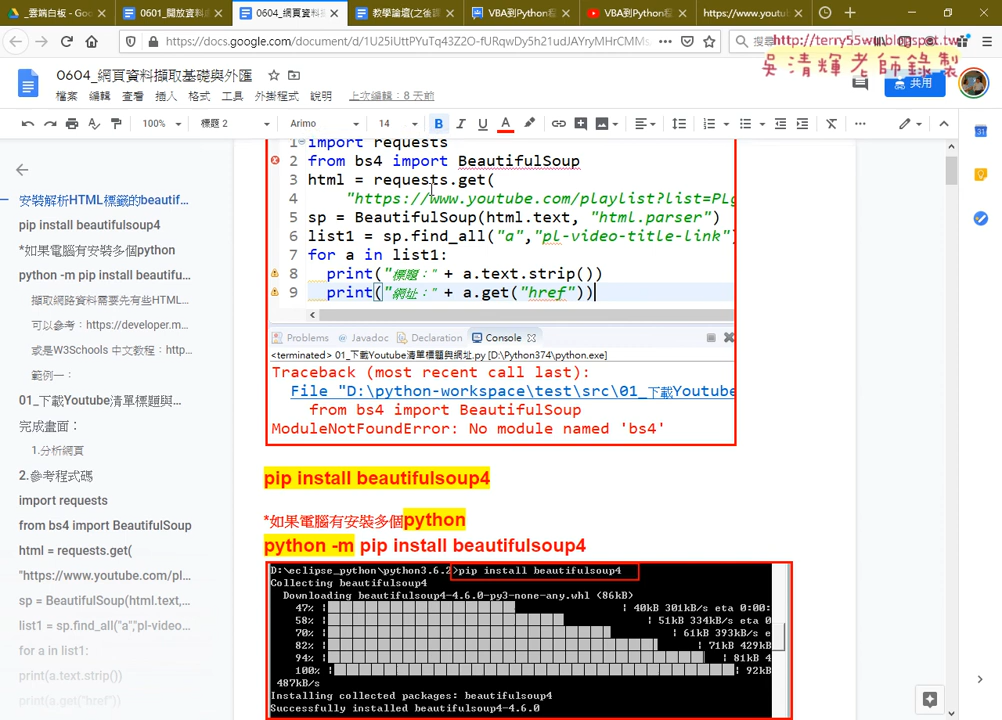 _雲端白板 - Goo
0601_開放資料
0604_網頁資料
教學論壇(之後課
VBA到Python程
VBA到Python程
https://www.yout
https://docs.google.com/document/d/1U25iUttPYuTq43Z2O-fURqwDy5h21udJAYryMHrCMMs
http://terry55wu.blogspot.tw
吳清輝老師錄製
0604_網頁資料擷取基礎與外匯
檔案 編輯 查看 插入 格式 工具 外掛程式 說明 上次編輯：8 天前
共用
100% 標題 2 Arimo 14 B I U A
安裝解析HTML標籤的beautif...
pip install beautifulsoup4
*如果電腦有安裝多個python
python -m pip install beautifu...
擷取網路資料需要先有些HTML...
可以參考：https://developer.m...
或是W3Schools 中文教程：http...
範例一：
01_下載Youtube清單標題與...
完成畫面：
1.分析網頁
2.參考程式碼
import requests
from bs4 import BeautifulSoup
html = requests.get(
"https://www.youtube.com/pl...
sp = BeautifulSoup(html.text,...
list1 = sp.find_all("a","pl-video...
for a in list1:
print(a.text.strip())
print(a.get("href"))
1 import requests
2 from bs4 import BeautifulSoup
3 html = requests.get(
4 "https://www.youtube.com/playlist?list=PLg
5 sp = BeautifulSoup(html.text, "html.parser")
6 list1 = sp.find_all("a","pl-video-title-link")
7 for a in list1:
8 print("標題：" + a.text.strip())
9 print("網址：" + a.get("href"))
Problems @ Javadoc Declaration Console
<terminated> 01_下載Youtube清單標題與網址.py [D:\Python374\python.exe]
Traceback (most recent call last):
File "D:\python-workspace\test\src\01_下載Youtube
from bs4 import BeautifulSoup
ModuleNotFoundError: No module named 'bs4'
pip install beautifulsoup4
*如果電腦有安裝多個python
python -m pip install beautifulsoup4
D:\eclipse_python\python3.6.2>pip install beautifulsoup4
Collecting beautifulsoup4
Downloading beautifulsoup4-4.6.0-py3-none-any.whl (86kB)
47% | | 40kB 301kB/s eta 0:00:
58% | | 51kB 334kB/s eta 0
70% | | 61kB 393kB/s e
82% | | 71kB 429kB
94% | | 81kB 4
100% | | 92kB
487kB/s
Installing collected packages: beautifulsoup4
Successfully installed beautifulsoup4-4.6.0